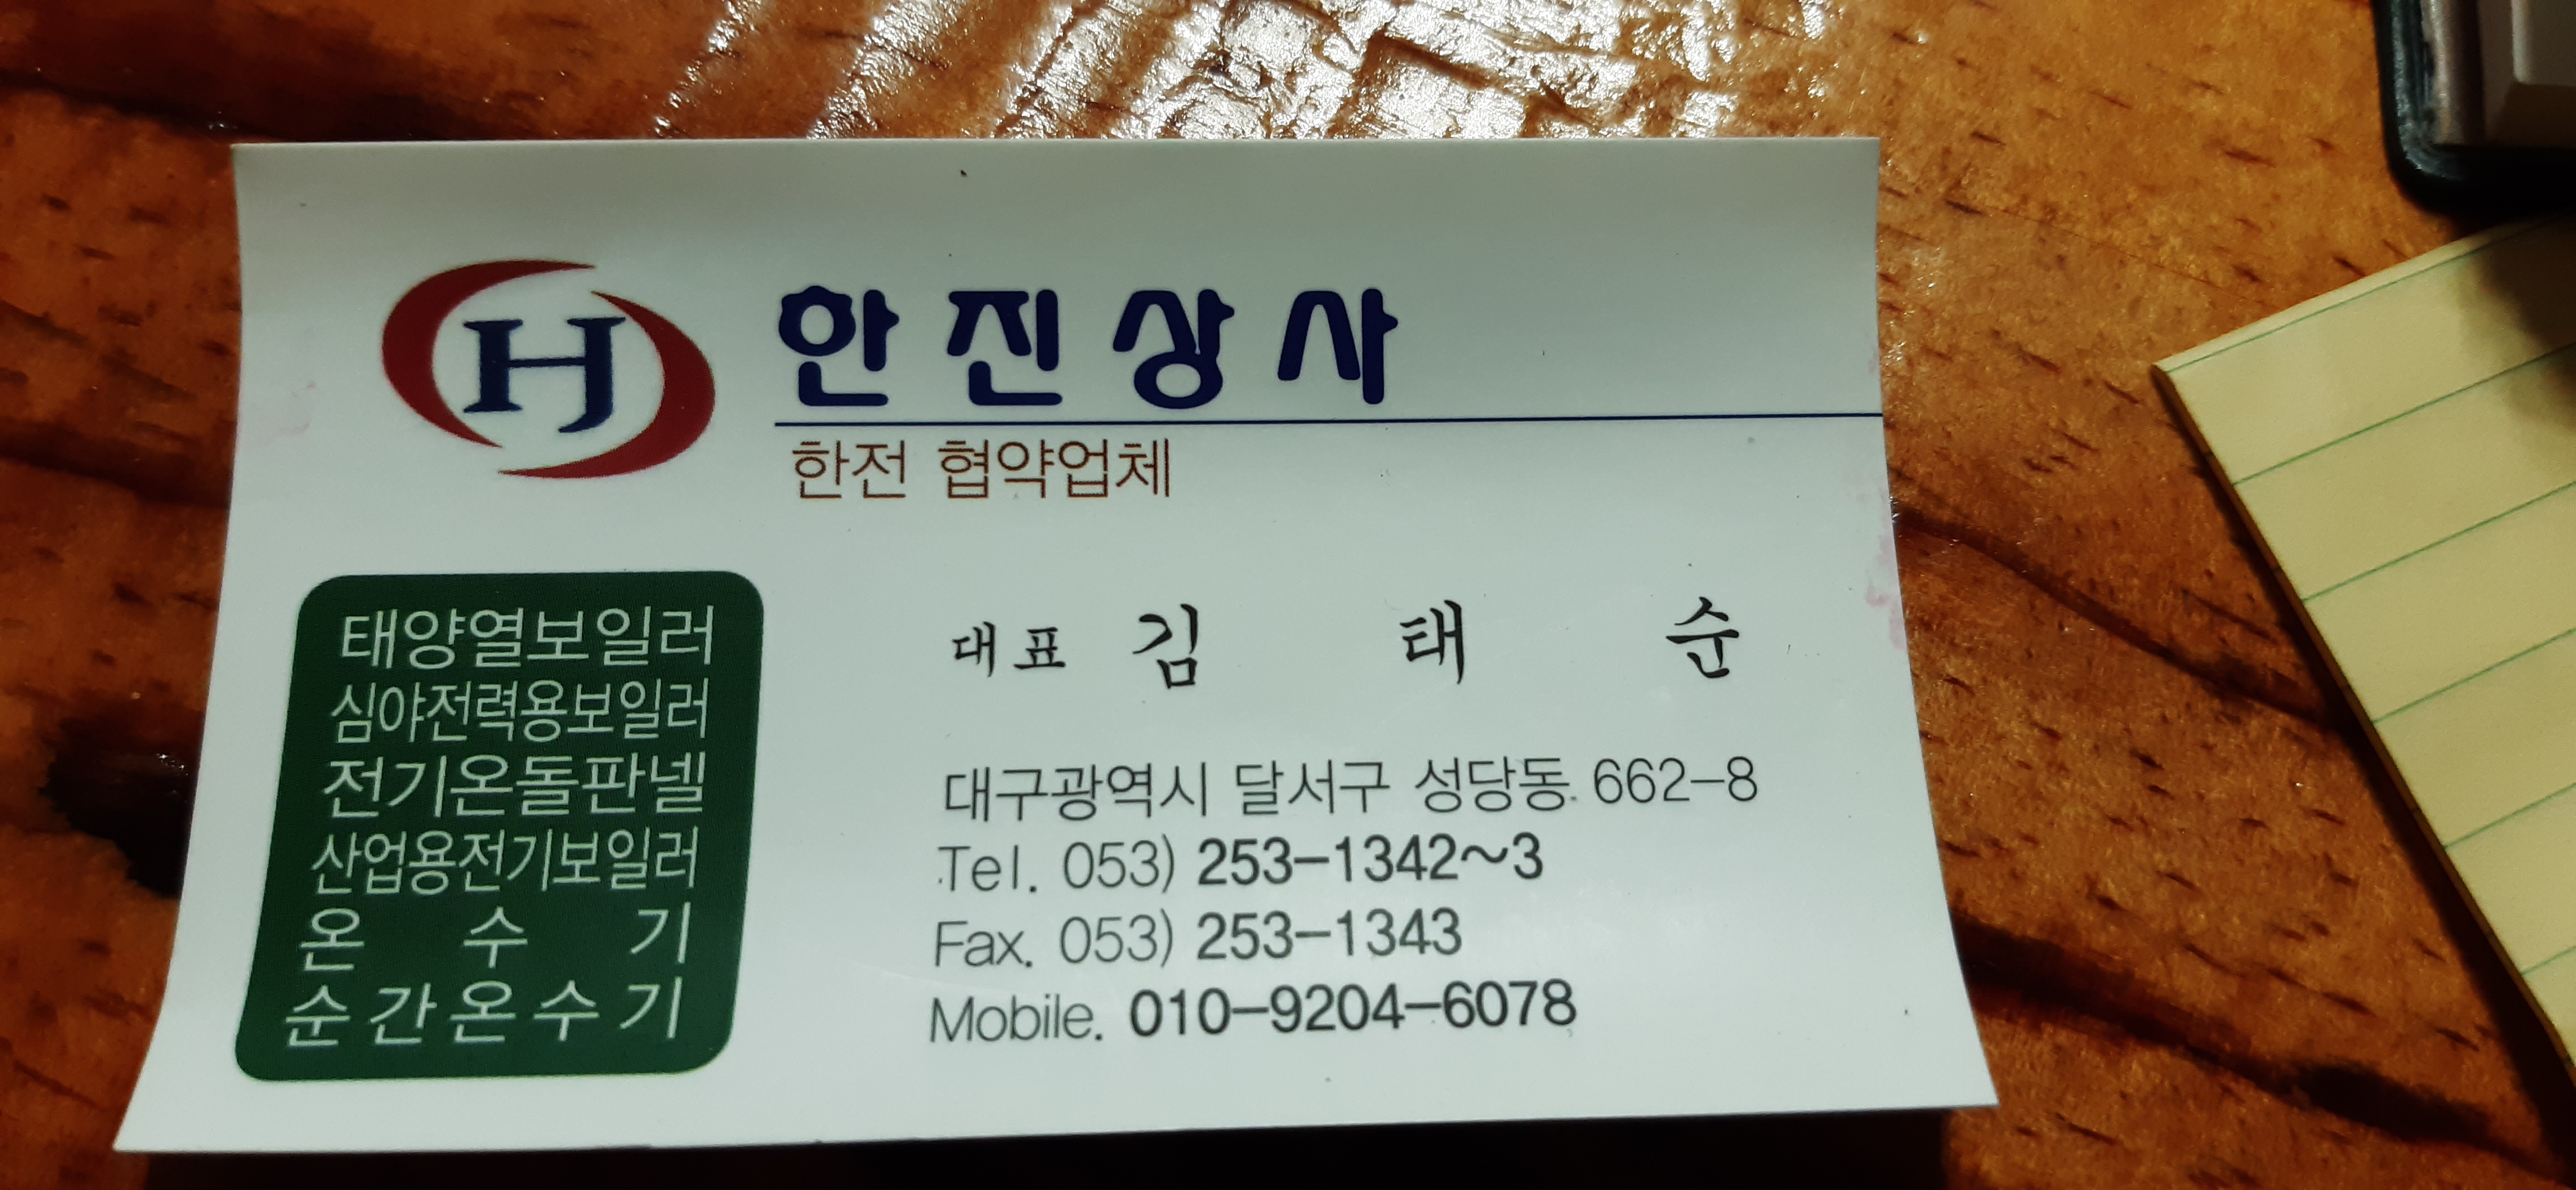 HJ
한진상사
한전 협약업체
태양열보일러
심야전력용보일러
전기온돌판넬
산업용전기보일러
온 수 기
순간온수기
대표 김 태 순
대구광역시 달서구 성당동 662-8
Tel. 053) 253-1342~3
Fax. 053) 253-1343
Mobile. 010-9204-6078